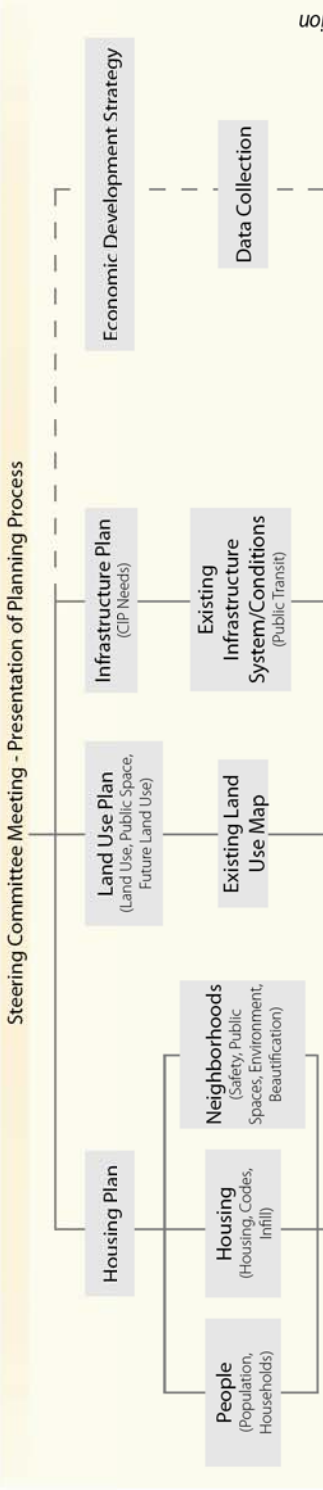 Steering Committee Meeting - Presentation of Planning Process
Housing Plan
Land Use Plan
(Land Use, Public Space,
Future Land Use)
Infrastructure Plan
(CIP Needs)
Economic Development Strategy
People
(Population,
Households)
Housing
(Housing, Codes,
Infill)
Neighborhoods
(Safety, Public
Spaces, Environment,
Beautification)
Existing Land
Use Map
Existing
Infrastructure
System/Conditions
(Public Transit)
Data Collection